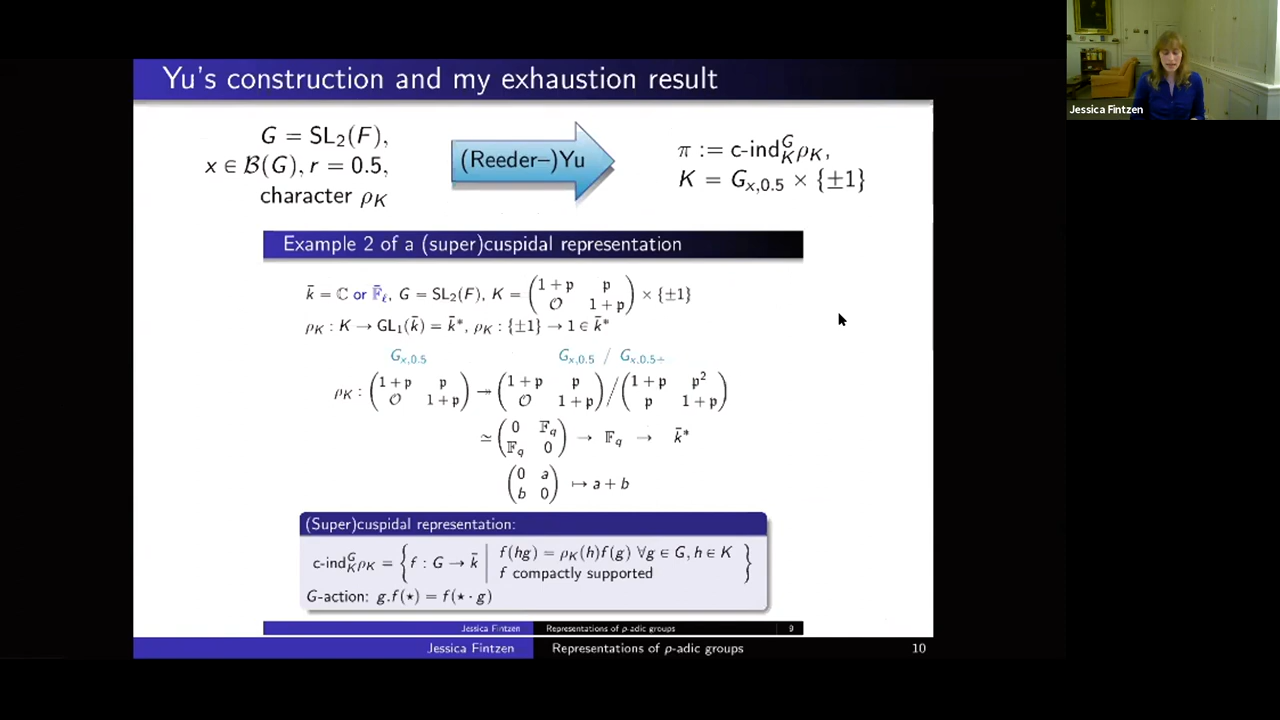 Yu's construction and my exhaustion result
G = SL₂(F),
x ∈ 𝓑(G), r = 0.5,
character ρ_K
(Reeder–)Yu
π := c-ind_K^G ρ_K,
K = G_{x,0.5} × {±1}
Example 2 of a (super)cuspidal representation
k̄ = ℂ or 𝔽̄_ℓ, G = SL₂(F), K = (1 + 𝔭 𝔭 / 𝒪 1 + 𝔭) × {±1}
ρ_K : K → GL₁(k̄) = k̄*, ρ_K : {±1} → 1 ∈ k̄*
G_{x,0.5} G_{x,0.5} / G_{x,0.5+}
ρ_K : (1 + 𝔭 𝔭 / 𝒪 1 + 𝔭) ↠ (1 + 𝔭 𝔭 / 𝒪 1 + 𝔭) / (1 + 𝔭 𝔭² / 𝔭 1 + 𝔭)
≃ (0 𝔽_q / 𝔽_q 0) → 𝔽_q → k̄*
(0 a / b 0) ↦ a + b
(Super)cuspidal representation:
c-ind_K^G ρ_K = { f : G → k̄ | f(hg) = ρ_K(h)f(g) ∀g ∈ G, h ∈ K
f compactly supported }
G-action: g.f(⋆) = f(⋆ · g)
Jessica Fintzen Representations of p-adic groups 9
Jessica Fintzen Representations of p-adic groups 10
Jessica Fintzen